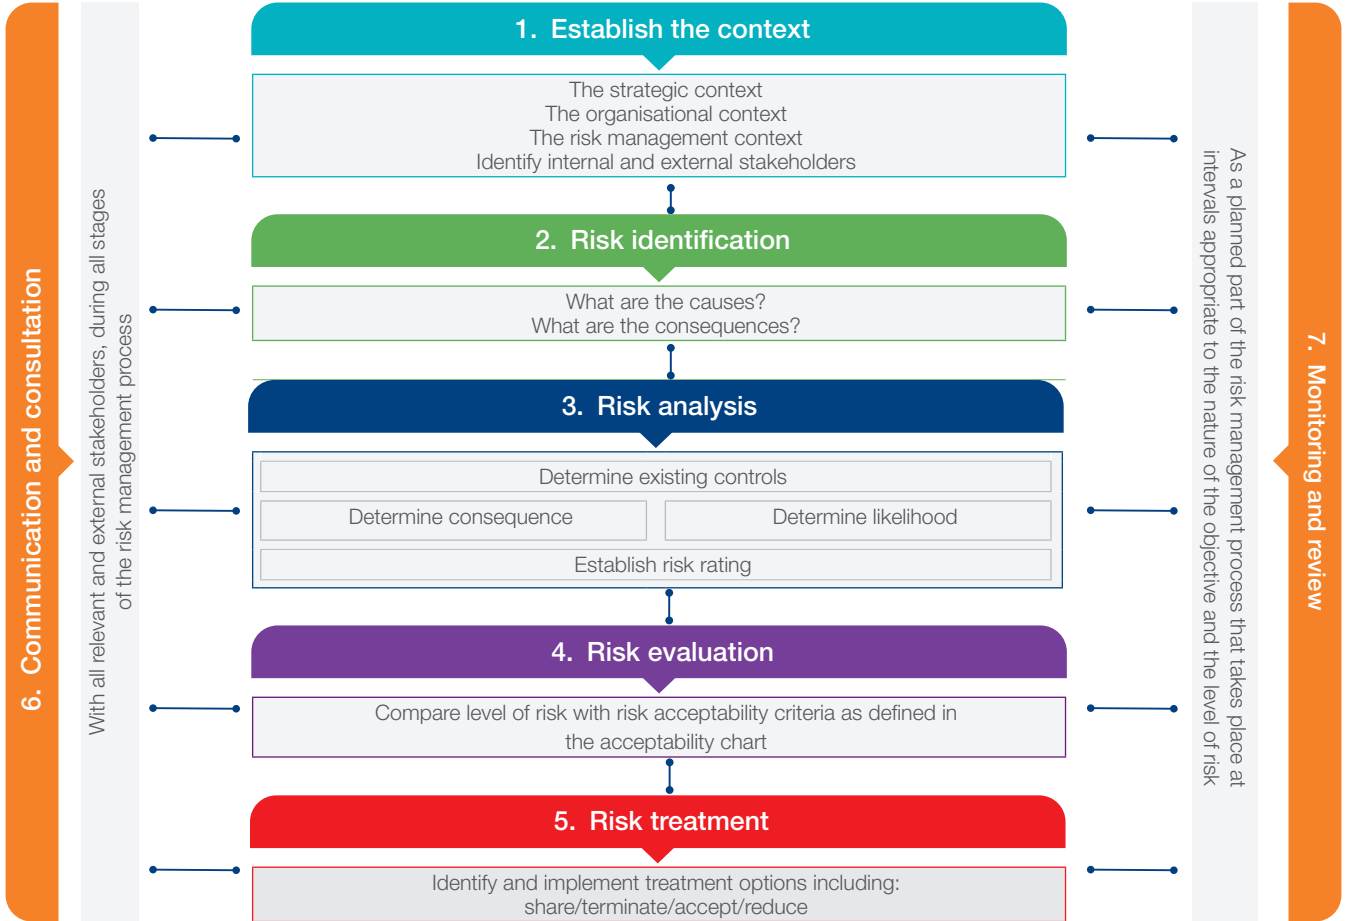 6. Communication and consultation
With all relevant and external stakeholders, during all stages
of the risk management process
1. Establish the context
The strategic context
The organisational context
The risk management context
Identify internal and external stakeholders
2. Risk identification
What are the causes?
What are the consequences?
3. Risk analysis
Determine existing controls
Determine consequence
Determine likelihood
Establish risk rating
4. Risk evaluation
Compare level of risk with risk acceptability criteria as defined in
the acceptability chart
5. Risk treatment
Identify and implement treatment options including:
share/terminate/accept/reduce
As a planned part of the risk management process that takes place at
intervals appropriate to the nature of the objective and the level of risk
7. Monitoring and review